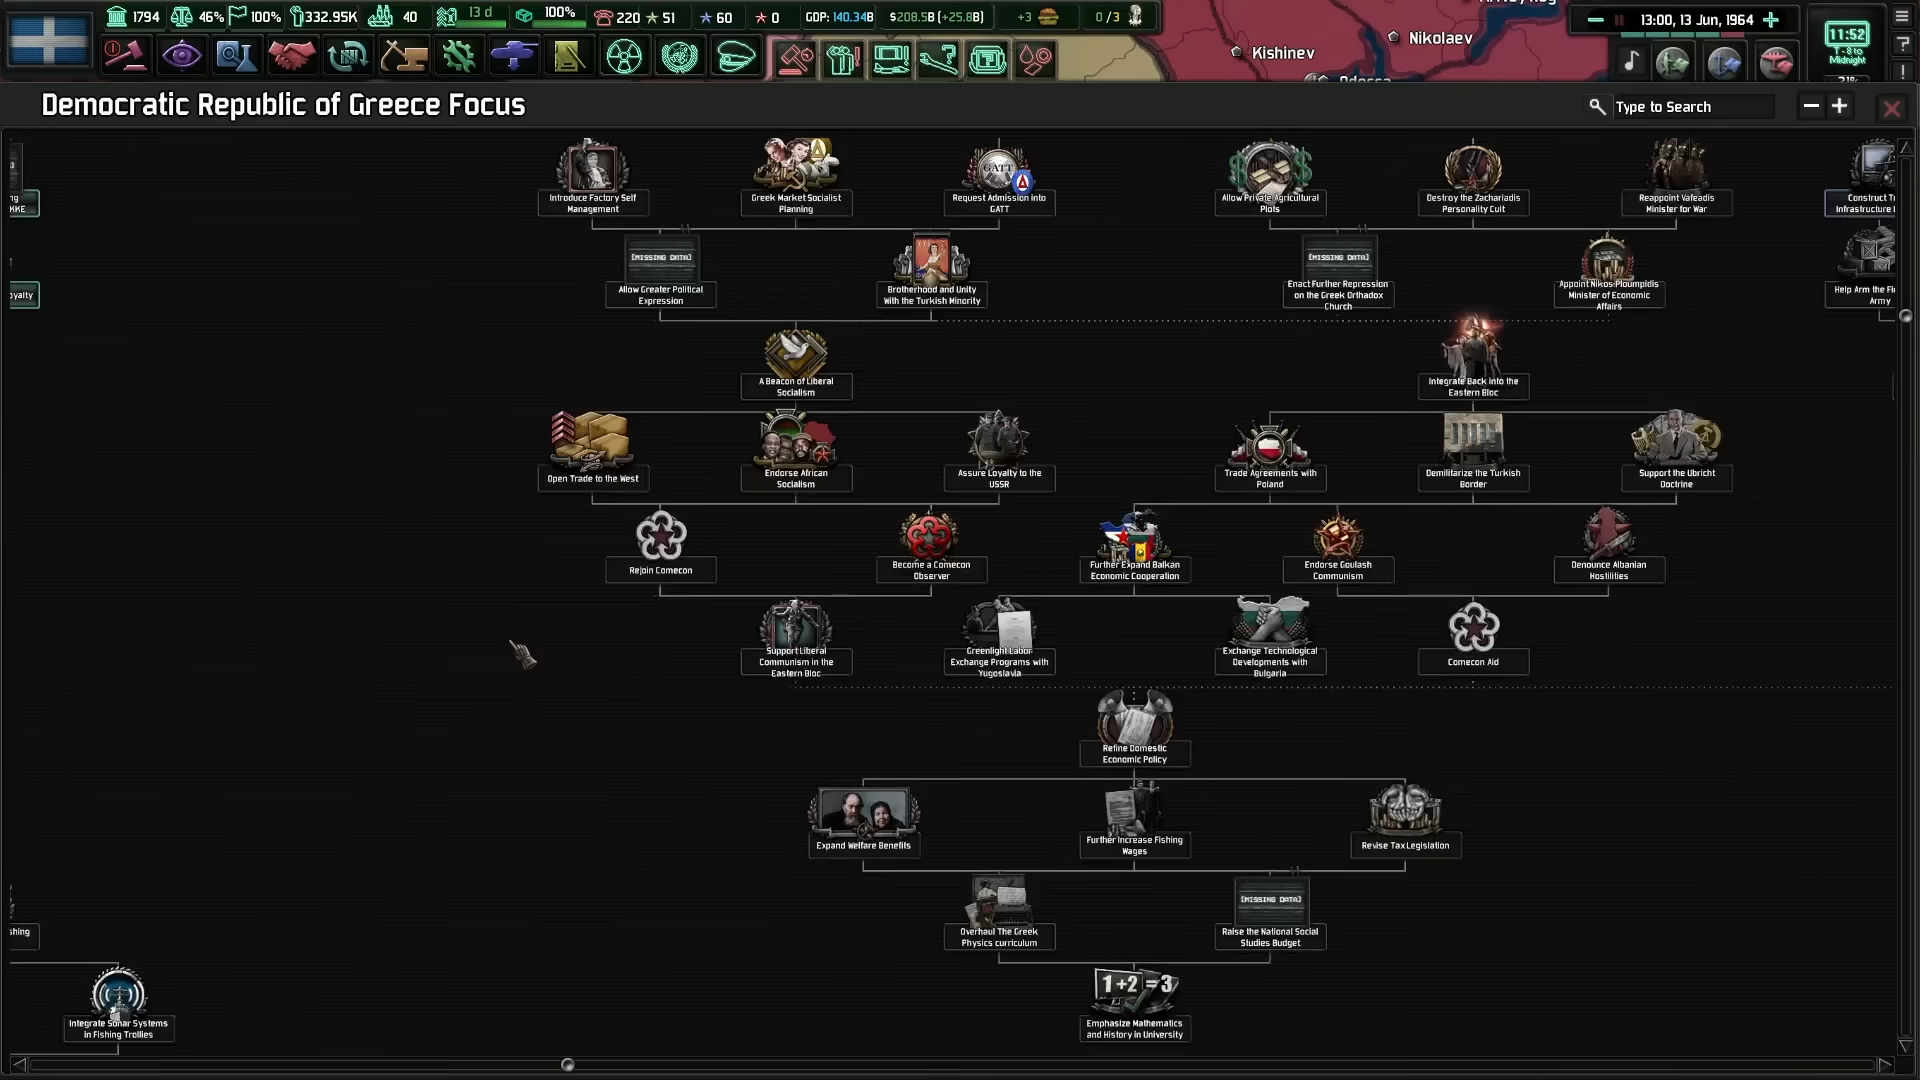 1794
46%
100%
332.95K
40
13 d
100%
220
51
60
0
GDP: 140.34B
$208.5B (+25.8B)
+3
0 / 3
13:00, 13 Jun, 1964
11:52
T - 8 to
Midnight
Kishinev
Nikolaev
Democratic Republic of Greece Focus
Type to Search
Introduce Factory Self
Management
Greek Market Socialist
Planning
GATT
Request Admission into
GATT
Allow Private Agricultural
Plots
Destroy the Zachariadis
Personality Cult
Reappoint Vafeadis
Minister for War
Construct T
Infrastructure
KKE
[MISSING DATA]
Allow Greater Political
Expression
Brotherhood and Unity
With the Turkish Minority
[MISSING DATA]
Enact Further Repression
on the Greek Orthodox
Church
Appoint Nikos Ploumpidis
Minister of Economic
Affairs
Help Arm the Fi
Army
oyalty
A Beacon of Liberal
Socialism
Integrate Back into the
Eastern Bloc
Open Trade to the West
Endorse African
Socialism
Assure Loyalty to the
USSR
Trade Agreements with
Poland
Demilitarize the Turkish
Border
Support the Ubricht
Doctrine
Rejoin Comecon
Become a Comecon
Observer
Further Expand Balkan
Economic Cooperation
Endorse Goulash
Communism
Denounce Albanian
Hostilities
Support Liberal
Communism in the
Eastern Bloc
Greenlight Labor
Exchange Programs with
Yugoslavia
Exchange Technological
Developments with
Bulgaria
Comecon Aid
Refine Domestic
Economic Policy
Expand Welfare Benefits
Further Increase Fishing
Wages
Revise Tax Legislation
shing
Overhaul The Greek
Physics curriculum
[MISSING DATA]
Raise the National Social
Studies Budget
Integrate Sonar Systems
in Fishing Trollies
1+2=3
Emphasize Mathematics
and History in University